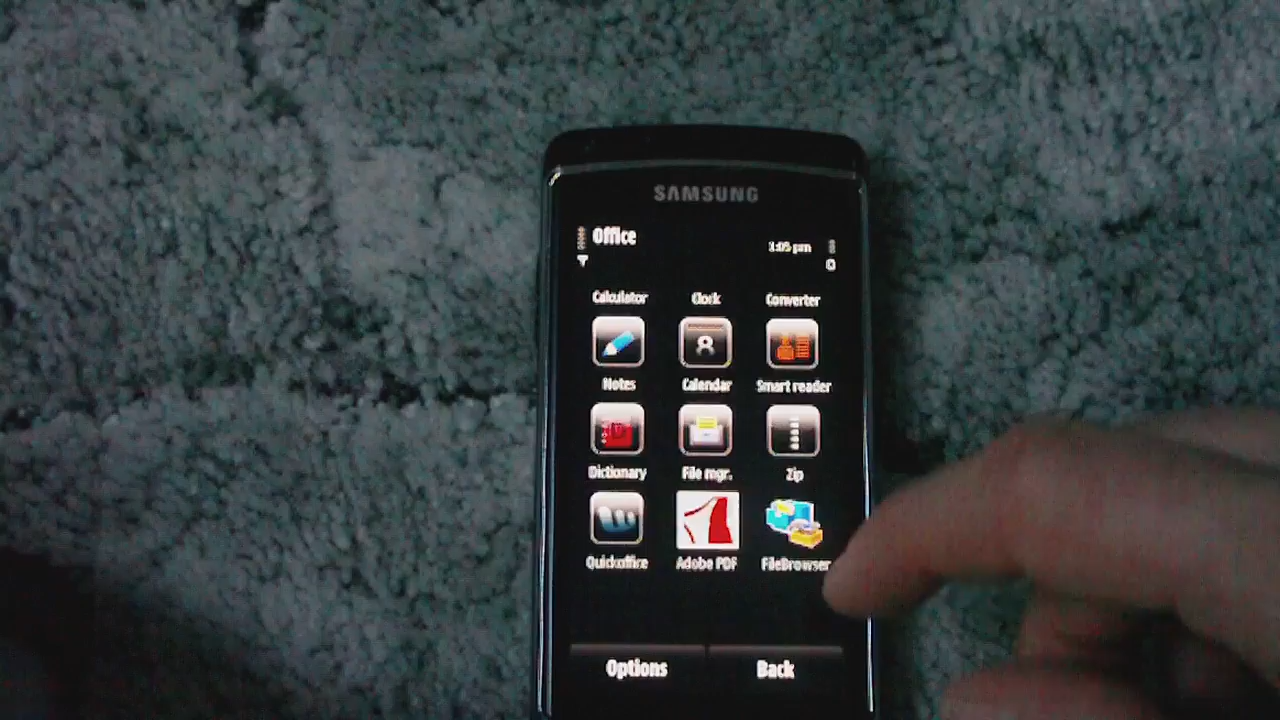 SAMSUNG
Office
3:05 pm
Calculator Clock Converter
8
Notes Calendar Smart reader
Dictionary File mgr. Zip
Quickoffice Adobe PDF FileBrowser
Options Back